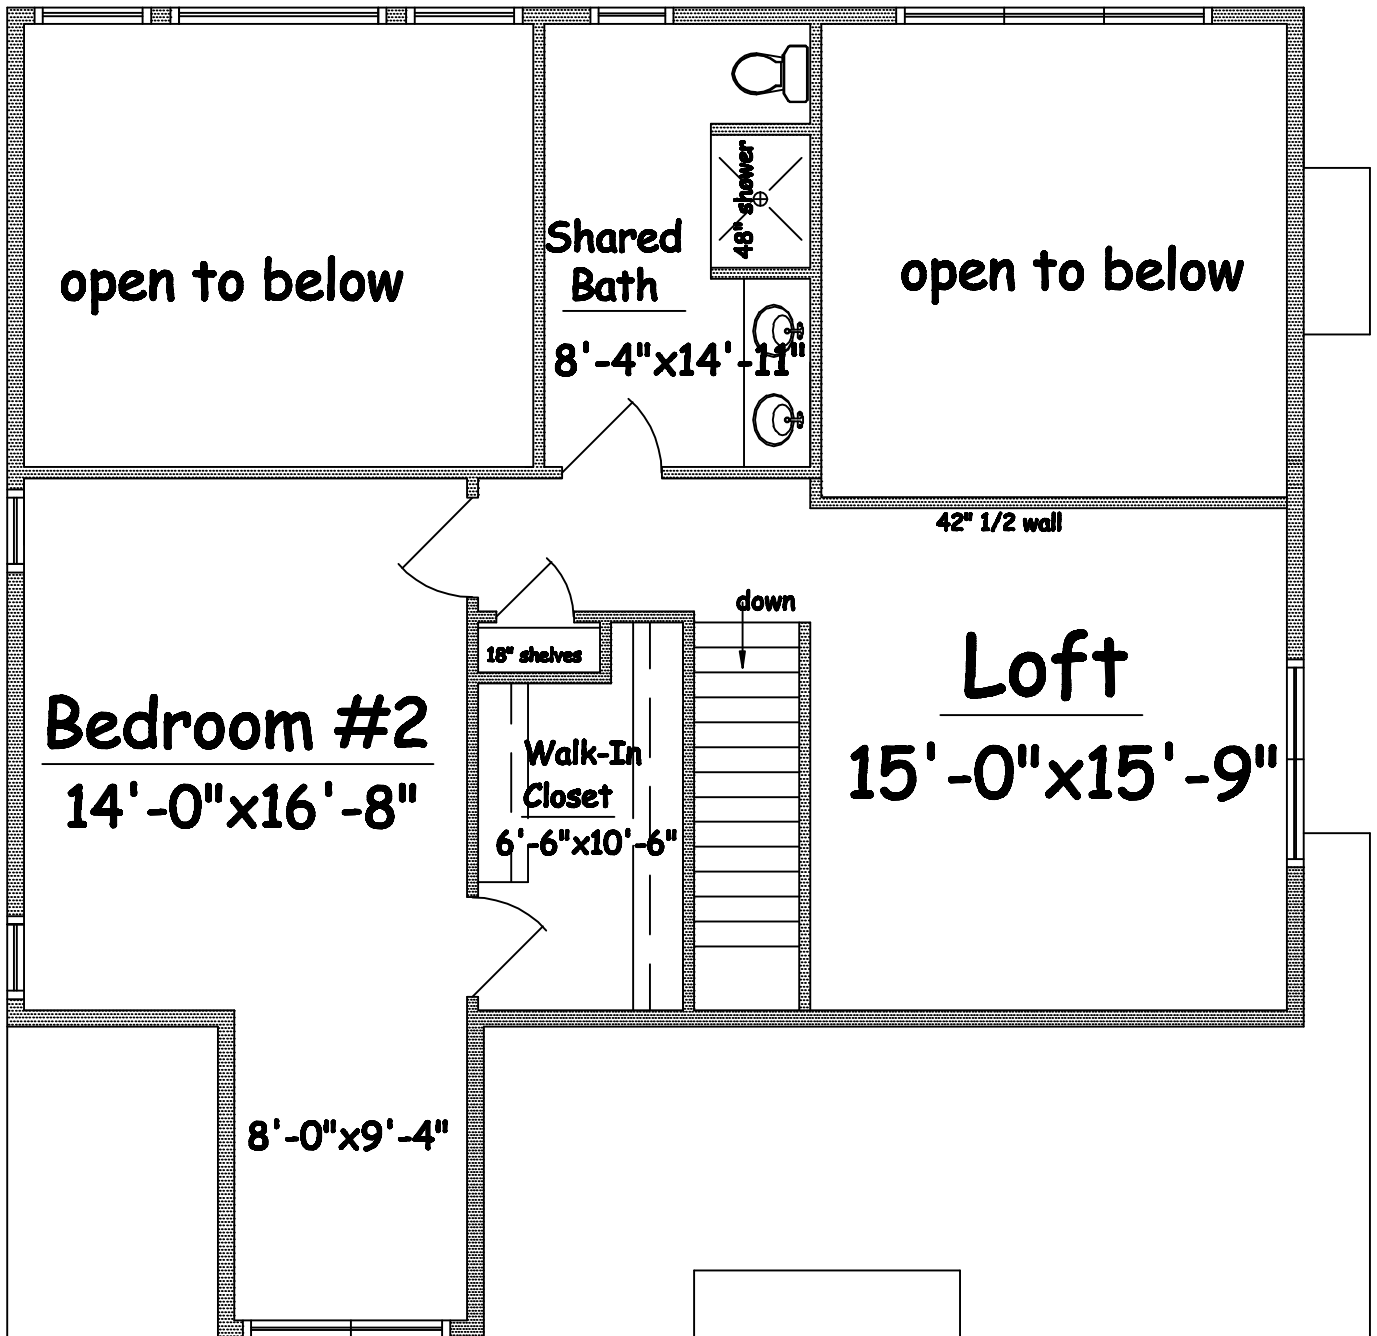 48" shower
Shared
Bath
8'-4"x14'-11"
open to below
open to below
42" 1/2 wall
down
18" shelves
Loft
15'-0"x15'-9"
Bedroom #2
14'-0"x16'-8"
Walk-In
Closet
6'-6"x10'-6"
8'-0"x9'-4"